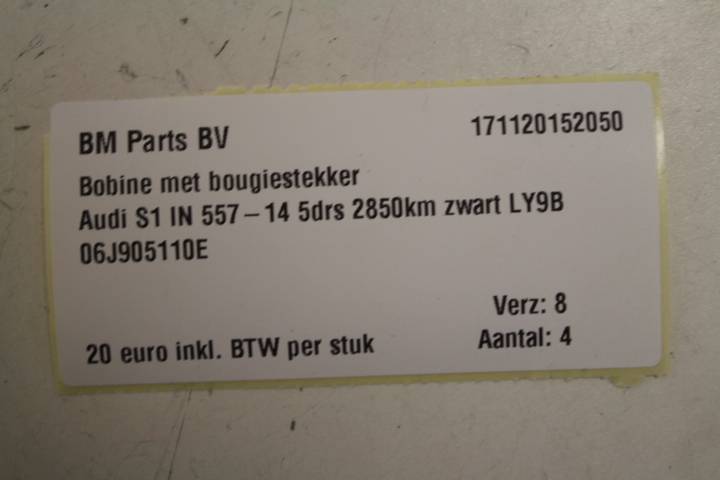 BM Parts BV 171120152050
Bobine met bougiestekker
Audi S1 IN 557-14 5drs 2850km zwart LY9B
06J905110E
Verz: 8
20 euro inkl. BTW per stuk Aantal: 4